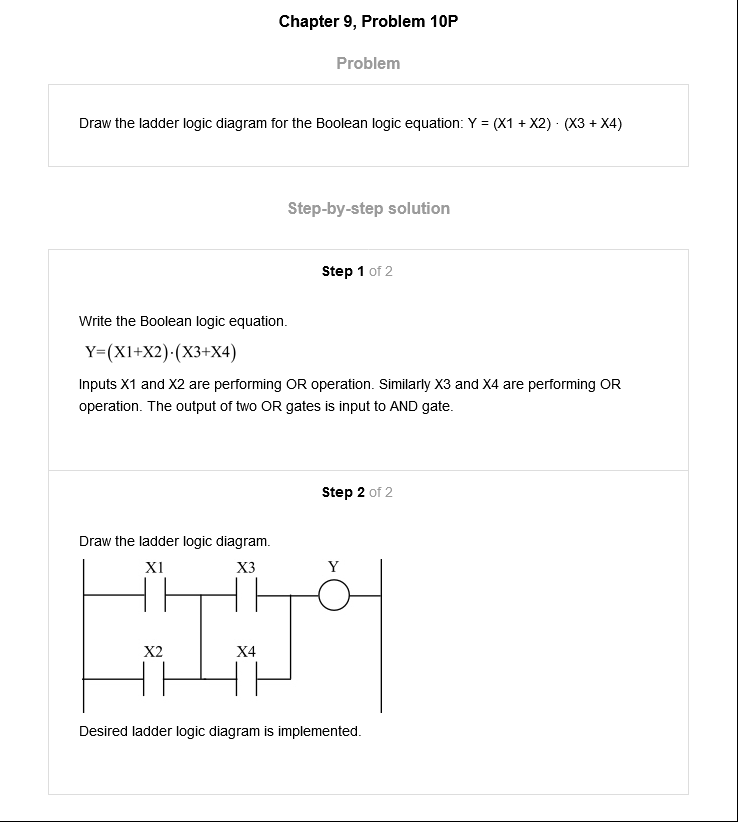 Chapter 9, Problem 10P
Problem
Draw the ladder logic diagram for the Boolean logic equation: Y = (X1 + X2) · (X3 + X4)
Step-by-step solution
Step 1 of 2
Write the Boolean logic equation.
Y=(X1+X2)·(X3+X4)
Inputs X1 and X2 are performing OR operation. Similarly X3 and X4 are performing OR
operation. The output of two OR gates is input to AND gate.
Step 2 of 2
Draw the ladder logic diagram.
X1 X3 Y
X2 X4
Desired ladder logic diagram is implemented.